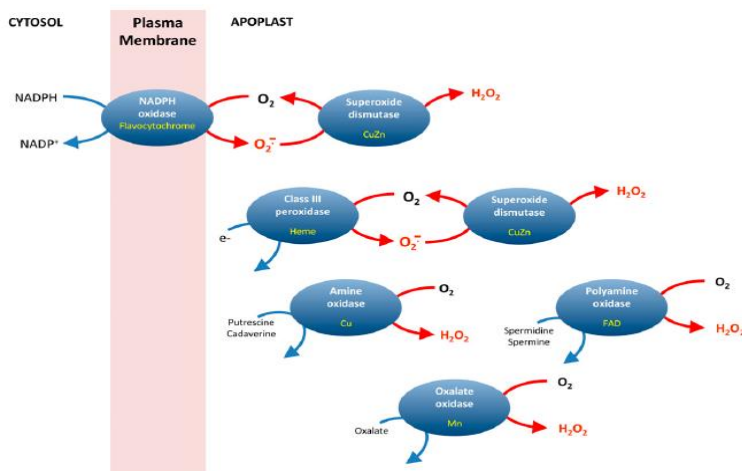 CYTOSOL
Plasma
Membrane
APOPLAST
NADPH
NADP⁺
NADPH
oxidase
Flavocytochrome
O₂
O₂⁻·
Superoxide
dismutase
CuZn
H₂O₂
Class III
peroxidase
Heme
e-
O₂
O₂⁻·
Superoxide
dismutase
CuZn
H₂O₂
Amine
oxidase
Cu
Putrescine
Cadaverine
O₂
H₂O₂
Polyamine
oxidase
FAD
Spermidine
Spermine
O₂
H₂O₂
Oxalate
oxidase
Mn
Oxalate
O₂
H₂O₂